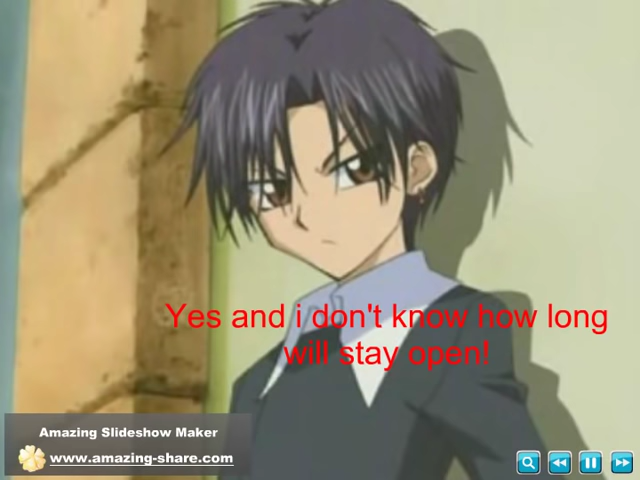 Yes and i don't know how long
will stay open!
Amazing Slideshow Maker
www.amazing-share.com